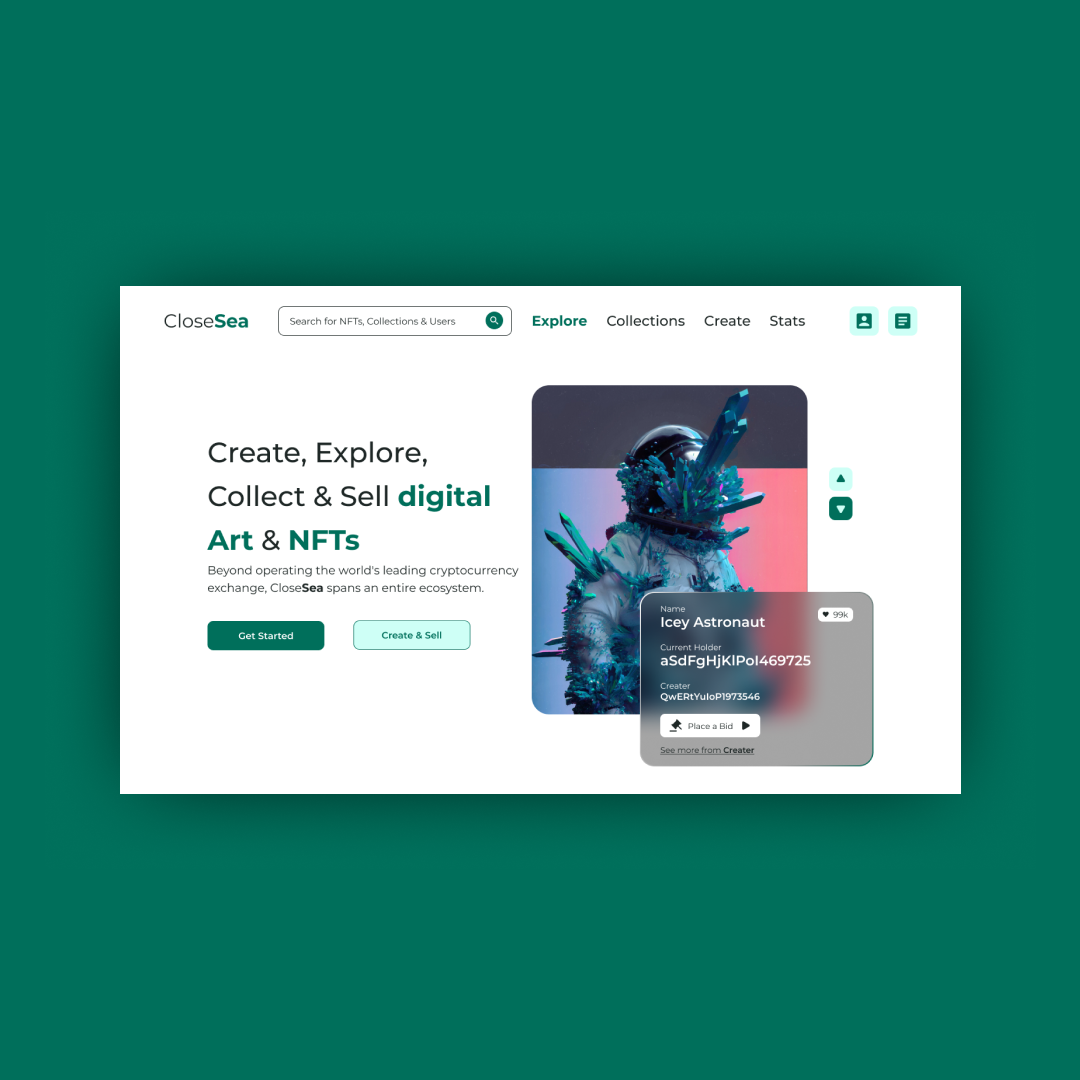 CloseSea
Search for NFTs, Collections & Users
Explore Collections Create Stats
Create, Explore,
Collect & Sell digital
Art & NFTs
Beyond operating the world's leading cryptocurrency
exchange, CloseSea spans an entire ecosystem.
Get Started
Create & Sell
Name
Icey Astronaut
99k
Current Holder
aSdFgHjKlPoI469725
Creater
QwERtYuIoP1973546
Place a Bid
See more from Creater